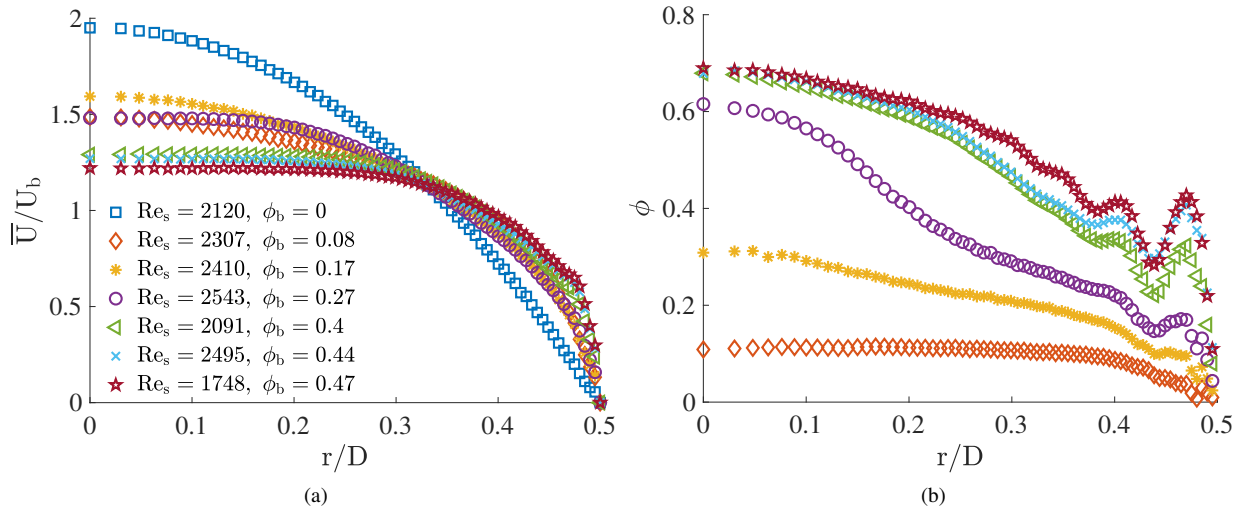 2
1.5
1
0.5
0
U̅/U_b
Re_s = 2120, ϕ_b = 0
Re_s = 2307, ϕ_b = 0.08
Re_s = 2410, ϕ_b = 0.17
Re_s = 2543, ϕ_b = 0.27
Re_s = 2091, ϕ_b = 0.4
Re_s = 2495, ϕ_b = 0.44
Re_s = 1748, ϕ_b = 0.47
0 0.1 0.2 0.3 0.4 0.5
r/D
(a)
0.8
0.6
0.4
0.2
0
ϕ
0 0.1 0.2 0.3 0.4 0.5
r/D
(b)